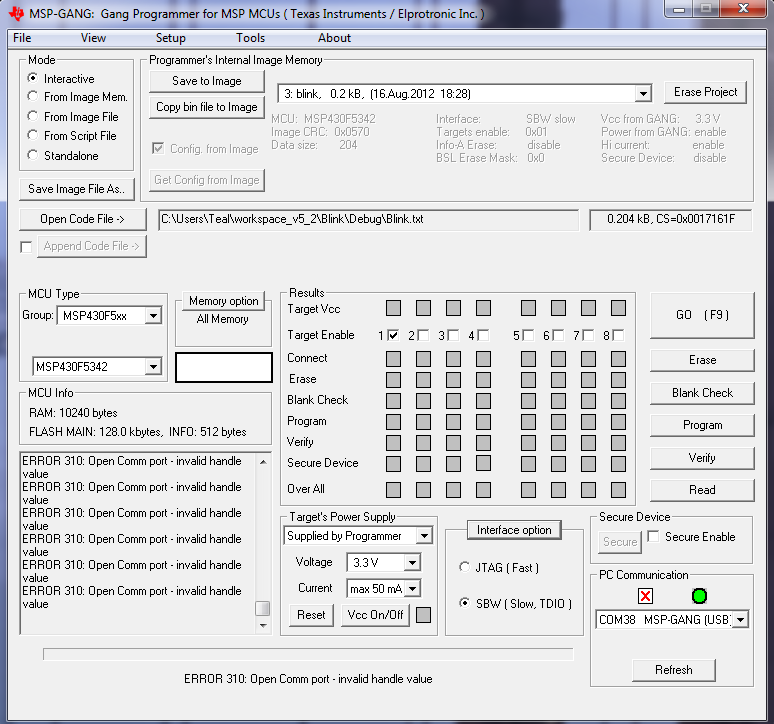 MSP-GANG:  Gang Programmer for MSP MCUs ( Texas Instruments / Elprotronic Inc. )
File View Setup Tools About
Mode
Interactive
From Image Mem.
From Image File
From Script File
Standalone
Save Image File As..
Programmer's Internal Image Memory
Save to Image
Copy bin file to Image
3: blink,   0.2 kB,  (16.Aug.2012  18:28)
Erase Project
MCU:  MSP430F5342
Image CRC:  0x0570
Data size:       204
Interface:          SBW slow
Targets enable:   0x01
Info-A Erase:      disable
BSL Erase Mask:   0x0
Vcc from GANG:   3.3 V
Power from GANG:  enable
Hi current:       enable
Secure Device:    disable
Config. from Image
Get Config from Image
Open Code File ->
C:\Users\Teal\workspace_v5_2\Blink\Debug\Blink.txt
0.204 kB, CS=0x0017161F
Append Code File ->
MCU Type
Group: MSP430F5xx
MSP430F5342
Memory option
All Memory
MCU Info
RAM: 10240 bytes
FLASH MAIN: 128.0 kbytes,  INFO: 512 bytes
ERROR 310: Open Comm port - invalid handle
value
ERROR 310: Open Comm port - invalid handle
value
ERROR 310: Open Comm port - invalid handle
value
ERROR 310: Open Comm port - invalid handle
value
ERROR 310: Open Comm port - invalid handle
value
ERROR 310: Open Comm port - invalid handle
value
Results
Target Vcc
Target Enable 1 2 3 4 5 6 7 8
Connect
Erase
Blank Check
Program
Verify
Secure Device
Over All
GO    ( F9 )
Erase
Blank Check
Program
Verify
Read
Target's Power Supply
Supplied by Programmer
Voltage 3.3 V
Current max 50 mA
Reset Vcc On/Off
Interface option
JTAG ( Fast )
SBW ( Slow, TDIO )
Secure Device
Secure Secure Enable
PC Communication
COM38   MSP-GANG (USB)
Refresh
ERROR 310: Open Comm port - invalid handle value